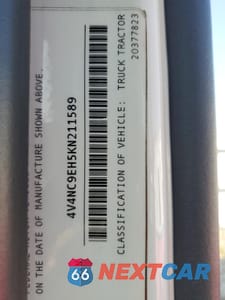 ON THE DATE OF MANUFACTURE SHOWN ABOVE.
4V4NC9EH5KN211589
CLASSIFICATION OF VEHICLE: TRUCK TRACTOR
20377823
66 NEXTCAR